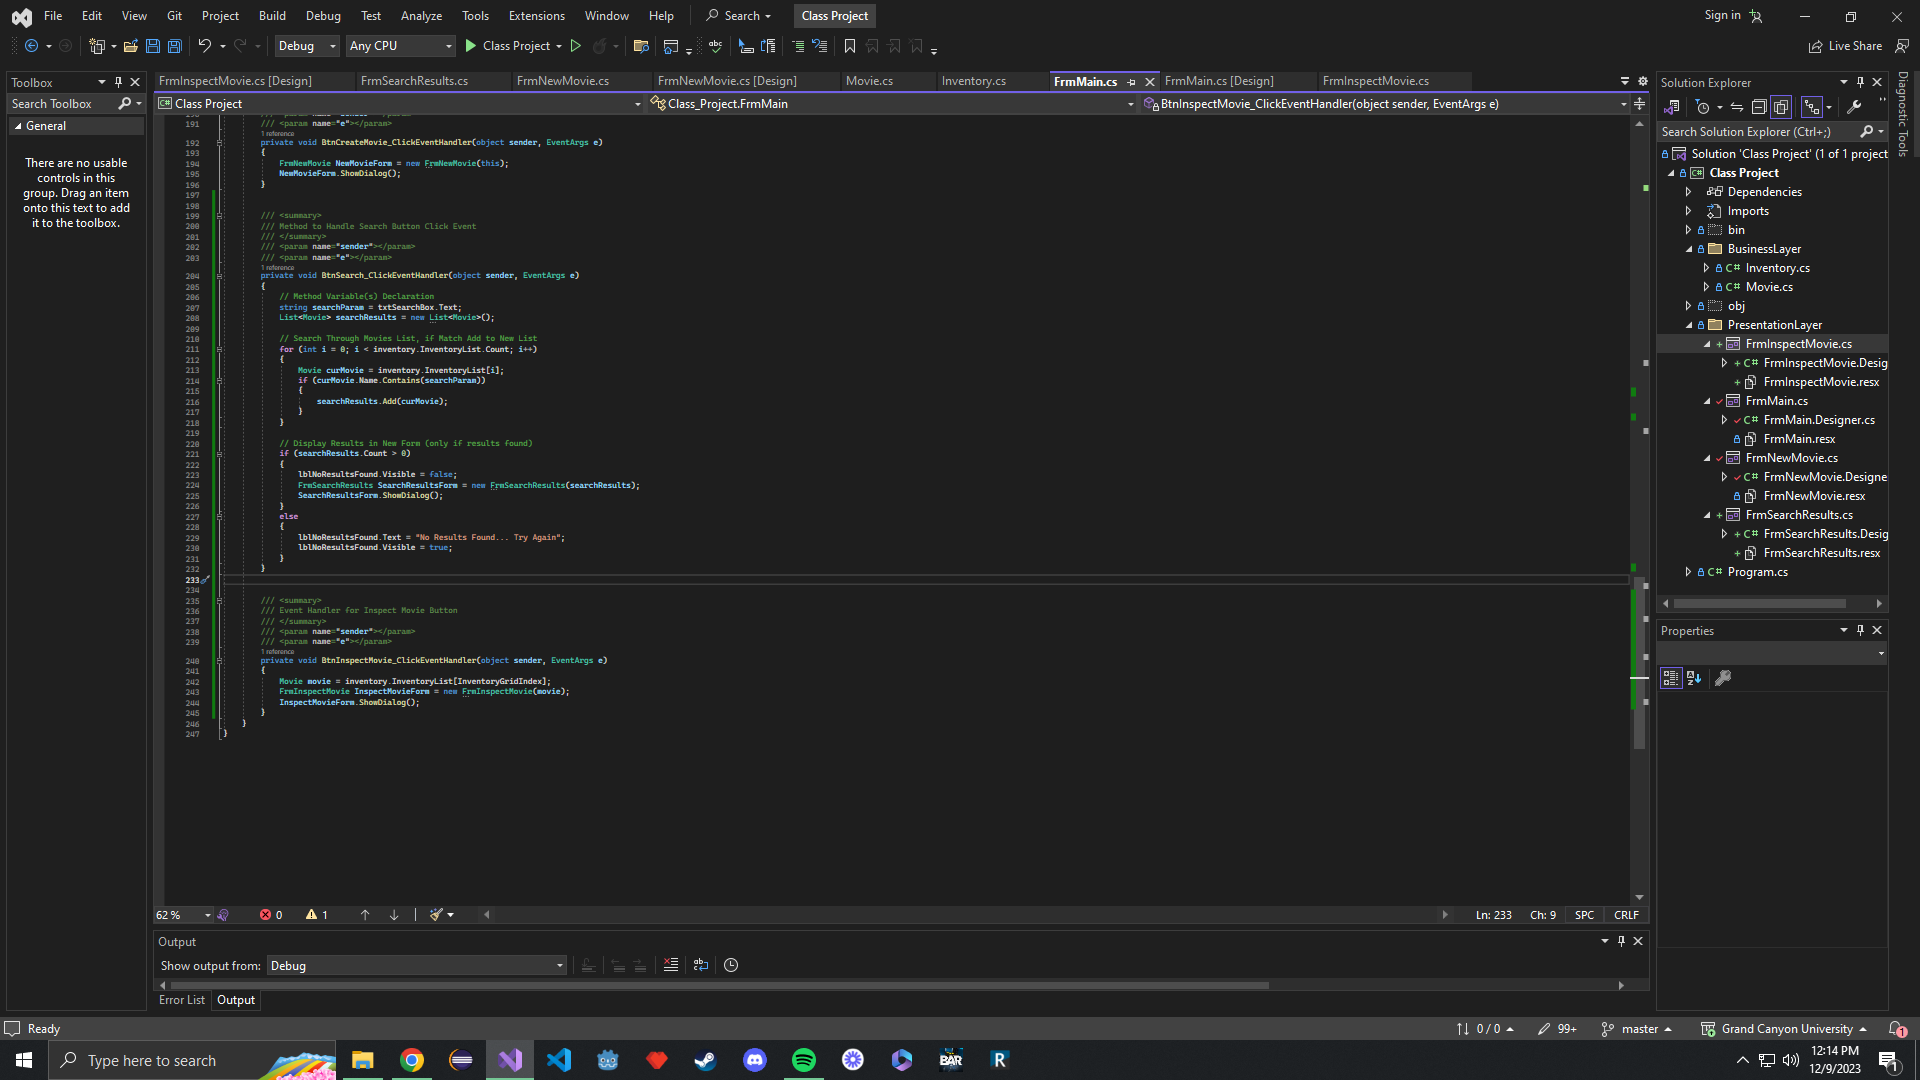 File Edit View Git Project Build Debug Test Analyze Tools Extensions Window Help Search Class Project Sign in
Debug Any CPU Class Project Live Share
Toolbox
Search Toolbox
General
There are no usable
controls in this
group. Drag an item
onto this text to add
it to the toolbox.
FrmInspectMovie.cs [Design] FrmSearchResults.cs FrmNewMovie.cs FrmNewMovie.cs [Design] Movie.cs Inventory.cs FrmMain.cs FrmMain.cs [Design] FrmInspectMovie.cs
Class Project Class_Project.FrmMain BtnInspectMovie_ClickEventHandler(object sender, EventArgs e)
191 /// <param name="e"></param>
1 reference
192 private void BtnCreateMovie_ClickEventHandler(object sender, EventArgs e)
193 {
194 FrmNewMovie NewMovieForm = new FrmNewMovie(this);
195 NewMovieForm.ShowDialog();
196 }
197
198
199 /// <summary>
200 /// Method to Handle Search Button Click Event
201 /// </summary>
202 /// <param name="sender"></param>
203 /// <param name="e"></param>
1 reference
204 private void BtnSearch_ClickEventHandler(object sender, EventArgs e)
205 {
206 // Method Variable(s) Declaration
207 string searchParam = txtSearchBox.Text;
208 List<Movie> searchResults = new List<Movie>();
209
210 // Search Through Movies List, if Match Add to New List
211 for (int i = 0; i < inventory.InventoryList.Count; i++)
212 {
213 Movie curMovie = inventory.InventoryList[i];
214 if (curMovie.Name.Contains(searchParam))
215 {
216 searchResults.Add(curMovie);
217 }
218 }
219
220 // Display Results in New Form (only if results found)
221 if (searchResults.Count > 0)
222 {
223 lblNoResultsFound.Visible = false;
224 FrmSearchResults SearchResultsForm = new FrmSearchResults(searchResults);
225 SearchResultsForm.ShowDialog();
226 }
227 else
228 {
229 lblNoResultsFound.Text = "No Results Found... Try Again";
230 lblNoResultsFound.Visible = true;
231 }
232 }
233
234
235 /// <summary>
236 /// Event Handler for Inspect Movie Button
237 /// </summary>
238 /// <param name="sender"></param>
239 /// <param name="e"></param>
1 reference
240 private void BtnInspectMovie_ClickEventHandler(object sender, EventArgs e)
241 {
242 Movie movie = inventory.InventoryList[InventoryGridIndex];
243 FrmInspectMovie InspectMovieForm = new FrmInspectMovie(movie);
244 InspectMovieForm.ShowDialog();
245 }
246 }
247 }
62 % 0 1 Ln: 233 Ch: 9 SPC CRLF
Output
Show output from: Debug
Error List Output
Solution Explorer
Search Solution Explorer (Ctrl+;)
Solution 'Class Project' (1 of 1 project
Class Project
Dependencies
Imports
bin
BusinessLayer
Inventory.cs
Movie.cs
obj
PresentationLayer
FrmInspectMovie.cs
FrmInspectMovie.Desig
FrmInspectMovie.resx
FrmMain.cs
FrmMain.Designer.cs
FrmMain.resx
FrmNewMovie.cs
FrmNewMovie.Designe
FrmNewMovie.resx
FrmSearchResults.cs
FrmSearchResults.Desig
FrmSearchResults.resx
Program.cs
Properties
Diagnostic Tools
Ready 0 / 0 99+ master Grand Canyon University 1
Type here to search BAR R 12:14 PM
12/9/2023 1